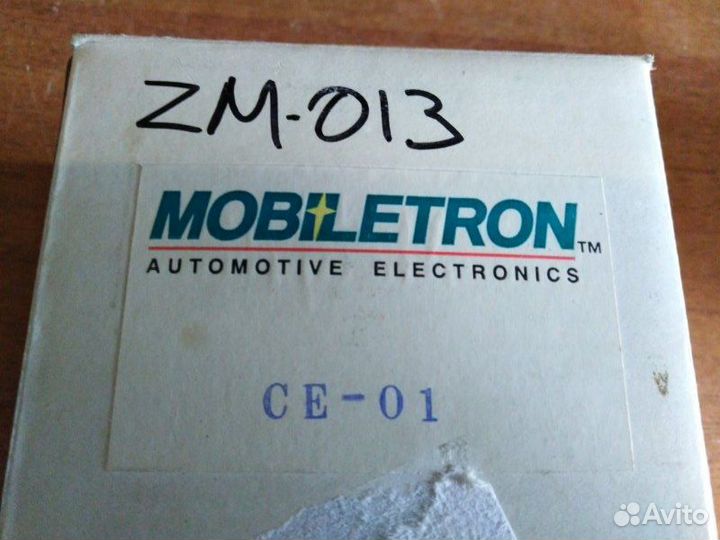 ZM-013
MOBILETRON™
AUTOMOTIVE ELECTRONICS
CE-01
Avito